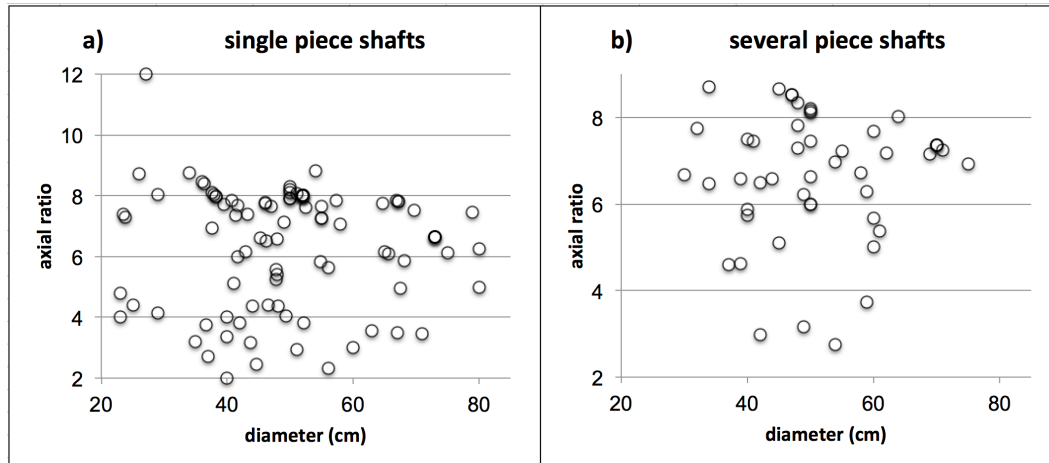 a) single piece shafts
12
10
8
6
4
2
axial ratio
20 40 60 80
diameter (cm)
b) several piece shafts
8
6
4
2
axial ratio
20 40 60 80
diameter (cm)